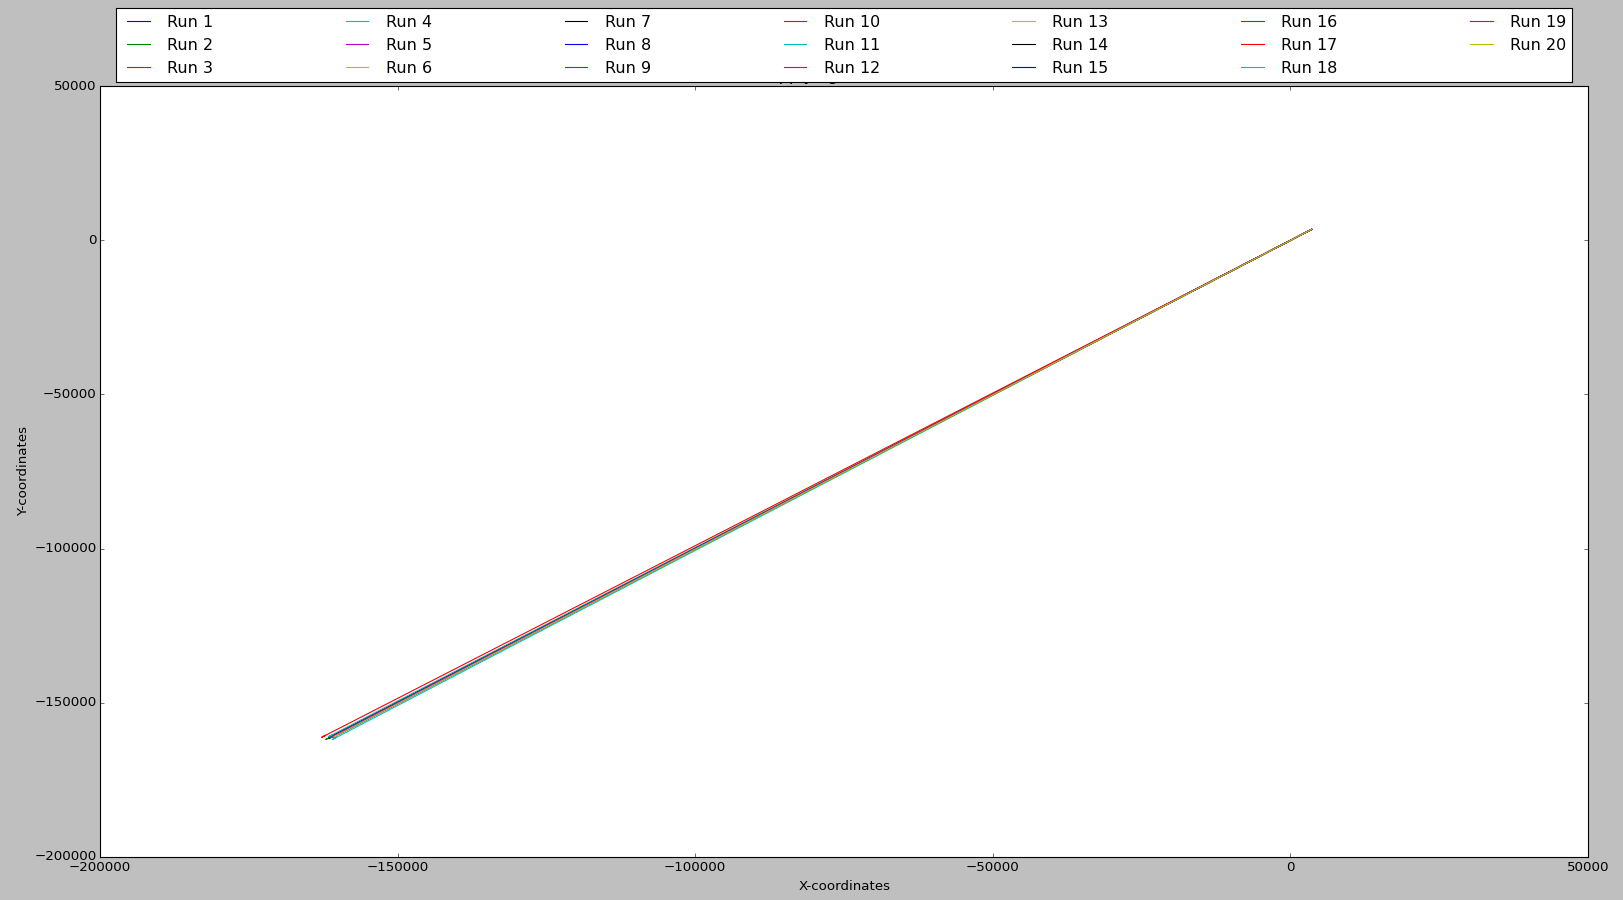 Run 1 Run 4 Run 7 Run 10 Run 13 Run 16 Run 19
Run 2 Run 5 Run 8 Run 11 Run 14 Run 17 Run 20
Run 3 Run 6 Run 9 Run 12 Run 15 Run 18
50000
0
−50000
−100000
−150000
−200000
Y-coordinates
−200000 −150000 −100000 −50000 0 50000
X-coordinates